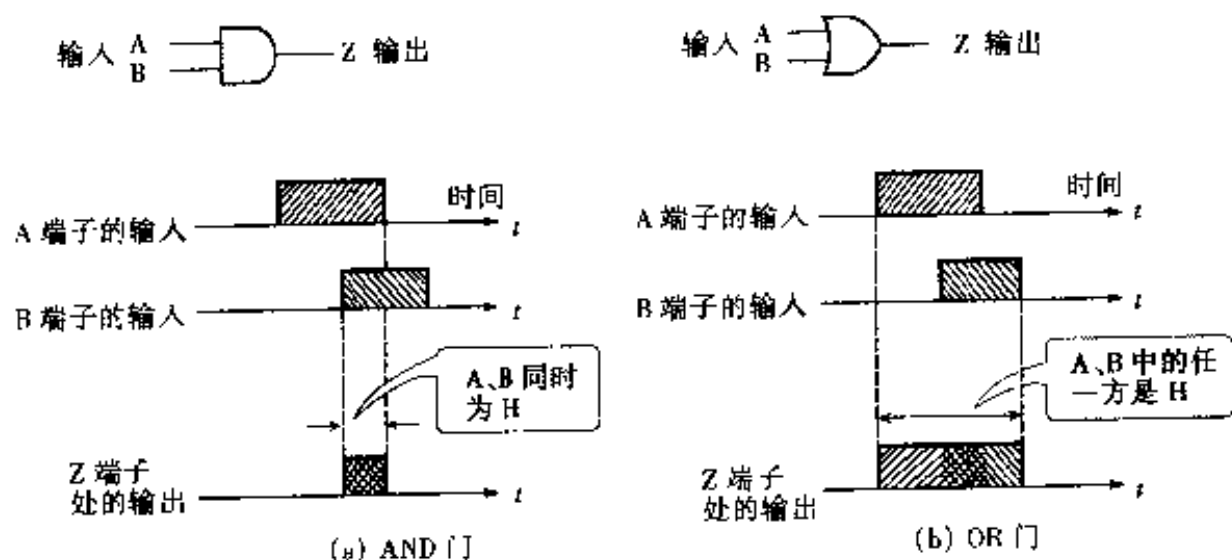 输入 A
B
Z 输出
时间
A 端子的输入
t
B 端子的输入
t
A、B 同时
为 H
Z 端子
处的输出
t
(a) AND 门
输入 A
B
Z 输出
时间
A 端子的输入
t
B 端子的输入
t
A、B 中的任
一方是 H
Z 端子
处的输出
t
(b) OR 门